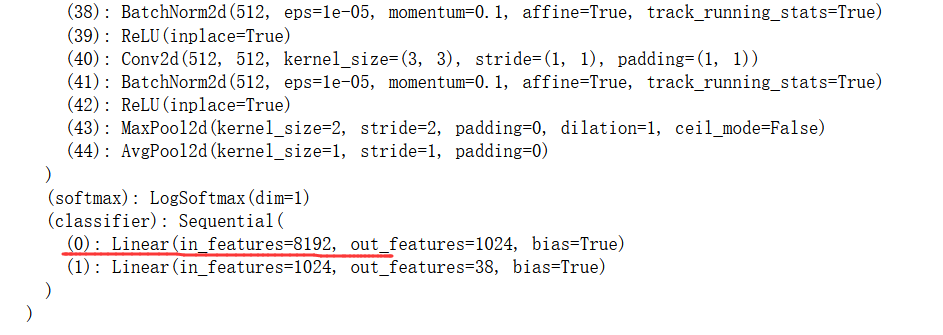 (38): BatchNorm2d(512, eps=1e-05, momentum=0.1, affine=True, track_running_stats=True)
(39): ReLU(inplace=True)
(40): Conv2d(512, 512, kernel_size=(3, 3), stride=(1, 1), padding=(1, 1))
(41): BatchNorm2d(512, eps=1e-05, momentum=0.1, affine=True, track_running_stats=True)
(42): ReLU(inplace=True)
(43): MaxPool2d(kernel_size=2, stride=2, padding=0, dilation=1, ceil_mode=False)
(44): AvgPool2d(kernel_size=1, stride=1, padding=0)
)
(softmax): LogSoftmax(dim=1)
(classifier): Sequential(
(0): Linear(in_features=8192, out_features=1024, bias=True)
(1): Linear(in_features=1024, out_features=38, bias=True)
)
)